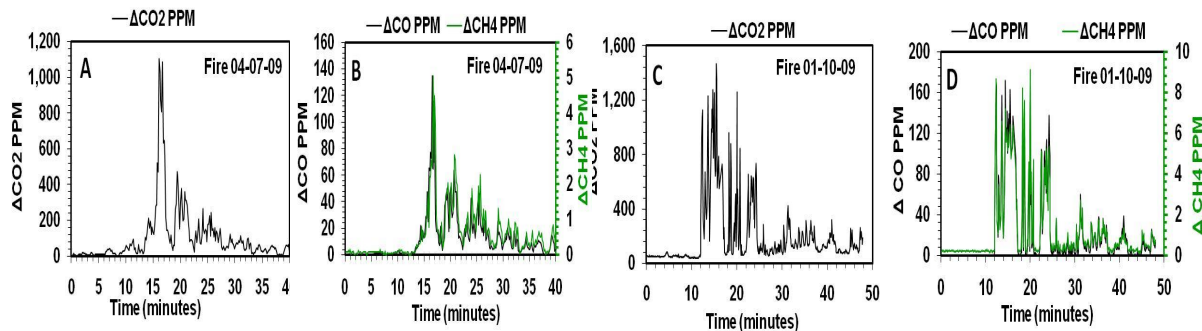 —ΔCO2 PPM
1,200
1,000
800
600
400
200
0
A
Fire 04-07-09
0 5 10 15 20 25 30 35 40
Time (minutes)
ΔCO2 PPM
—ΔCO PPM —ΔCH4 PPM
160
140
120
100
80
60
40
20
0
B
Fire 04-07-09
6
5
4
3
2
1
0
0 5 10 15 20 25 30 35 40
Time (minutes)
ΔCO PPM
ΔCH4 PPM
—ΔCO2 PPM
1,600
1,200
800
400
0
C
Fire 01-10-09
0 10 20 30 40 50
Time (minutes)
ΔCO2 PPM
—ΔCO PPM —ΔCH4 PPM
200
160
120
80
40
0
D
Fire 01-10-09
10
8
6
4
2
0
0 10 20 30 40 50
Time (minutes)
Δ CO PPM
Δ CH4 PPM